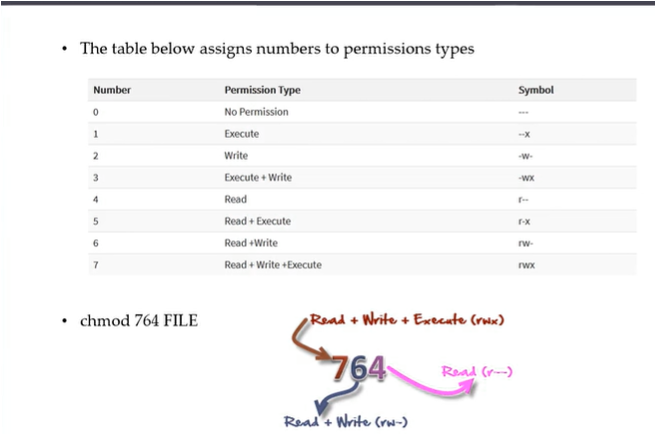 • The table below assigns numbers to permissions types
Number Permission Type Symbol
0 No Permission ---
1 Execute --x
2 Write -w-
3 Execute + Write -wx
4 Read r--
5 Read + Execute r-x
6 Read +Write rw-
7 Read + Write +Execute rwx
• chmod 764 FILE
Read + Write + Execute (rwx)
764
Read (r--)
Read + Write (rw-)